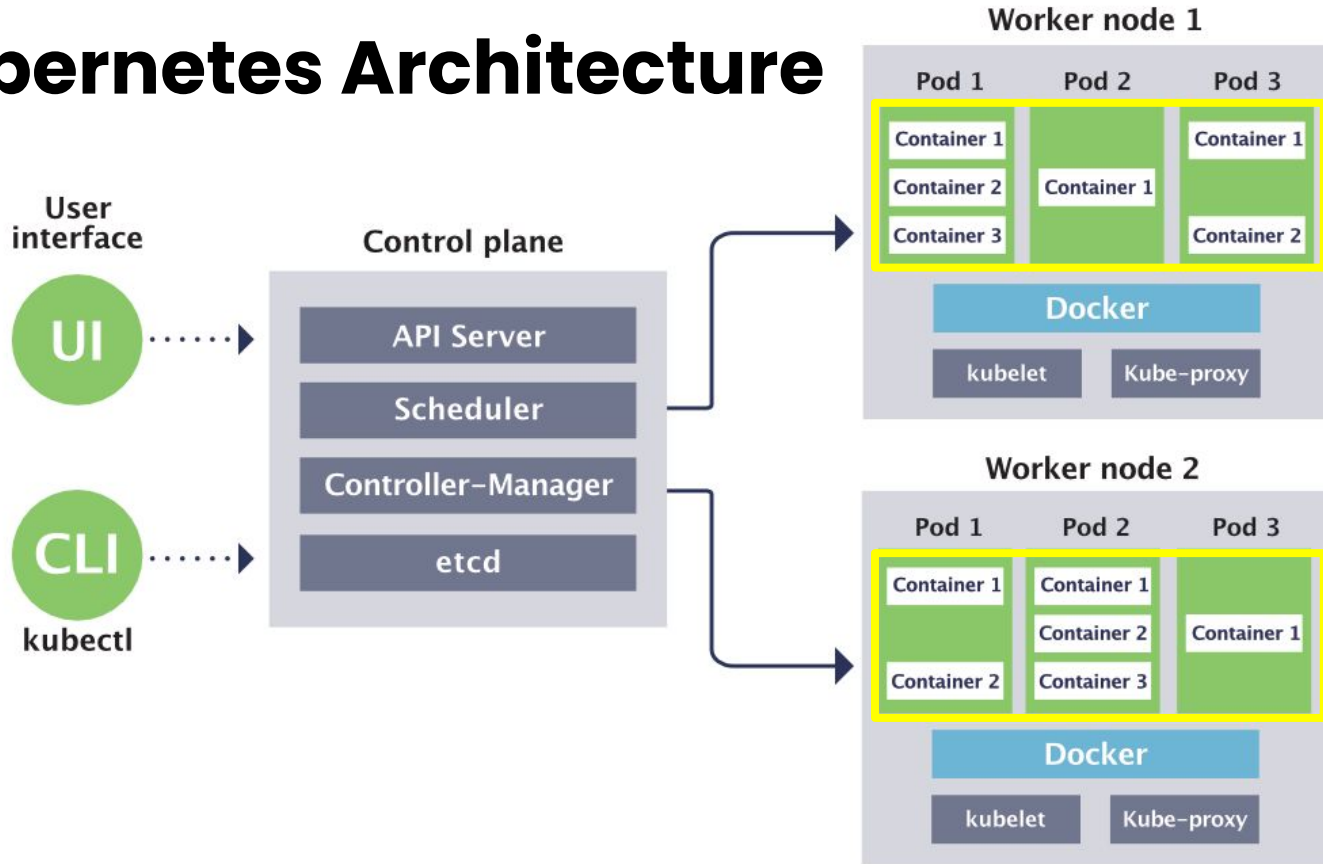 bernetes Architecture
User
interface
UI
CLI
kubectl
Control plane
API Server
Scheduler
Controller-Manager
etcd
Worker node 1
Pod 1 Pod 2 Pod 3
Container 1
Container 2
Container 3
Container 1
Container 1
Container 2
Docker
kubelet Kube-proxy
Worker node 2
Pod 1 Pod 2 Pod 3
Container 1
Container 2
Container 1
Container 2
Container 3
Container 1
Docker
kubelet Kube-proxy